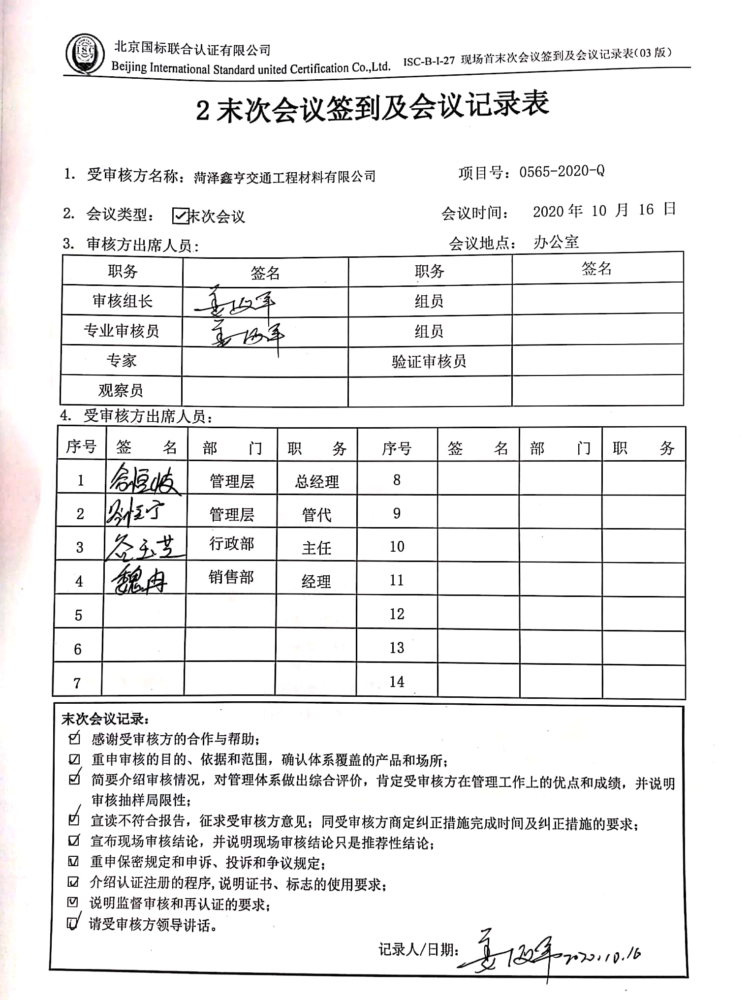 ISC
北京国标联合认证有限公司
Beijing International Standard united Certification Co.,Ltd. ISC-B-I-27 现场首末次会议签到及会议记录表(03 版)
2 末次会议签到及会议记录表
1. 受审核方名称：菏泽鑫亨交通工程材料有限公司 项目号：0565-2020-Q
2. 会议类型： 末次会议 会议时间： 2020 年 10 月 16 日
3. 审核方出席人员： 会议地点： 办公室
职务 签名 职务 签名
审核组长 组员
专业审核员 组员
专家 验证审核员
观察员
4. 受审核方出席人员：
序号 签 名 部 门 职 务 序号 签 名 部 门 职 务
1 管理层 总经理 8
2 管理层 管代 9
3 谷玉芝 行政部 主任 10
4 魏冉 销售部 经理 11
5 12
6 13
7 14
末次会议记录：
☑ 感谢受审核方的合作与帮助；
☑ 重申审核的目的、依据和范围，确认体系覆盖的产品和场所；
☑ 简要介绍审核情况，对管理体系做出综合评价，肯定受审核方在管理工作上的优点和成绩，并说明
审核抽样局限性；
☑ 宣读不符合报告，征求受审核方意见；同受审核方商定纠正措施完成时间及纠正措施的要求；
☑ 宣布现场审核结论，并说明现场审核结论只是推荐性结论；
☑ 重申保密规定和申诉、投诉和争议规定；
☑ 介绍认证注册的程序,说明证书、标志的使用要求；
☑ 说明监督审核和再认证的要求；
☑ 请受审核方领导讲话。
记录人/日期： 2020.10.16